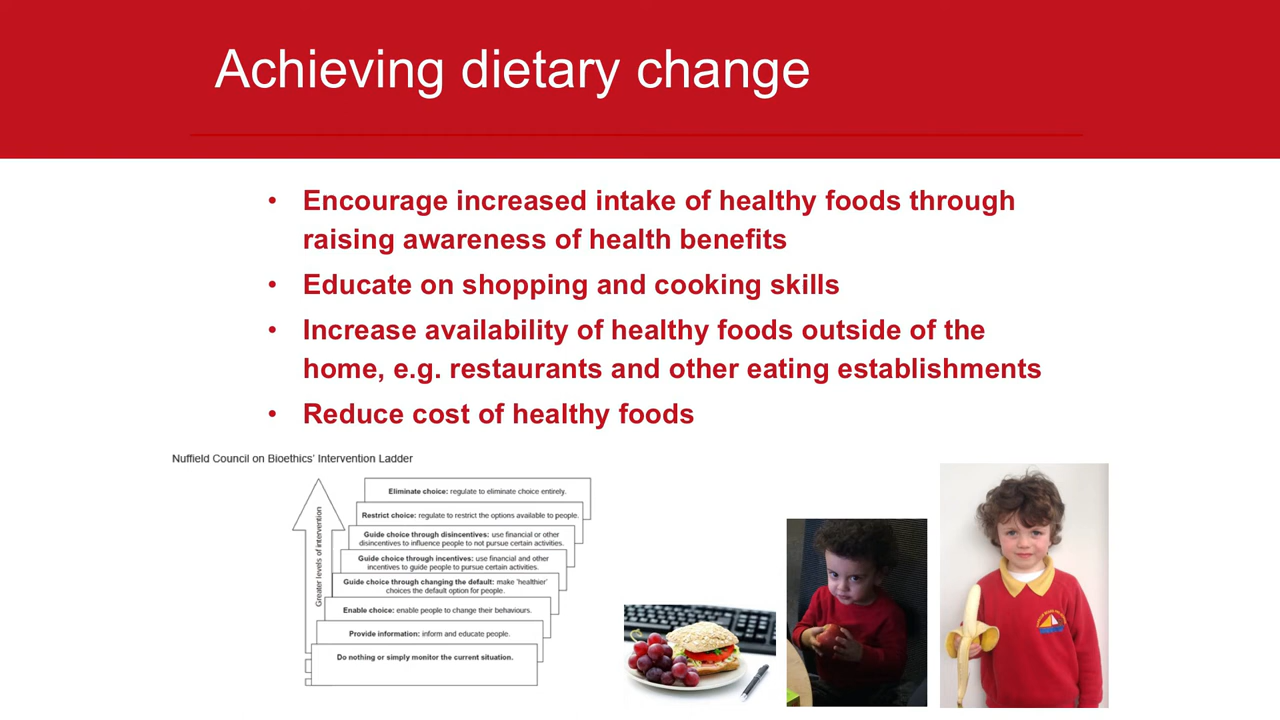 Achieving dietary change
• Encourage increased intake of healthy foods through
raising awareness of health benefits
• Educate on shopping and cooking skills
• Increase availability of healthy foods outside of the
home, e.g. restaurants and other eating establishments
• Reduce cost of healthy foods
Nuffield Council on Bioethics' Intervention Ladder
Greater levels of intervention
Eliminate choice: regulate to eliminate choice entirely.
Restrict choice: regulate to restrict the options available to people.
Guide choice through disincentives: use financial or other
disincentives to influence people to not pursue certain activities.
Guide choice through incentives: use financial and other
incentives to guide people to pursue certain activities.
Guide choice through changing the default: make 'healthier'
choices the default option for people.
Enable choice: enable people to change their behaviours.
Provide information: inform and educate people.
Do nothing or simply monitor the current situation.